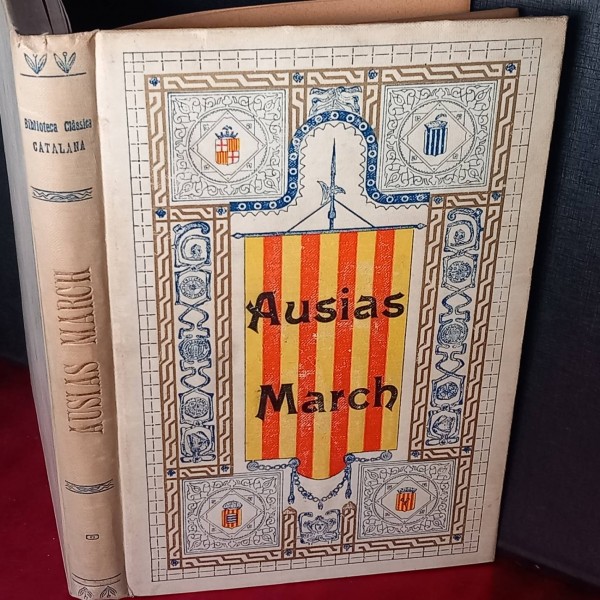 Biblioteca Clàssica
CATALANA
AUSIAS MARCH
Ausias
March